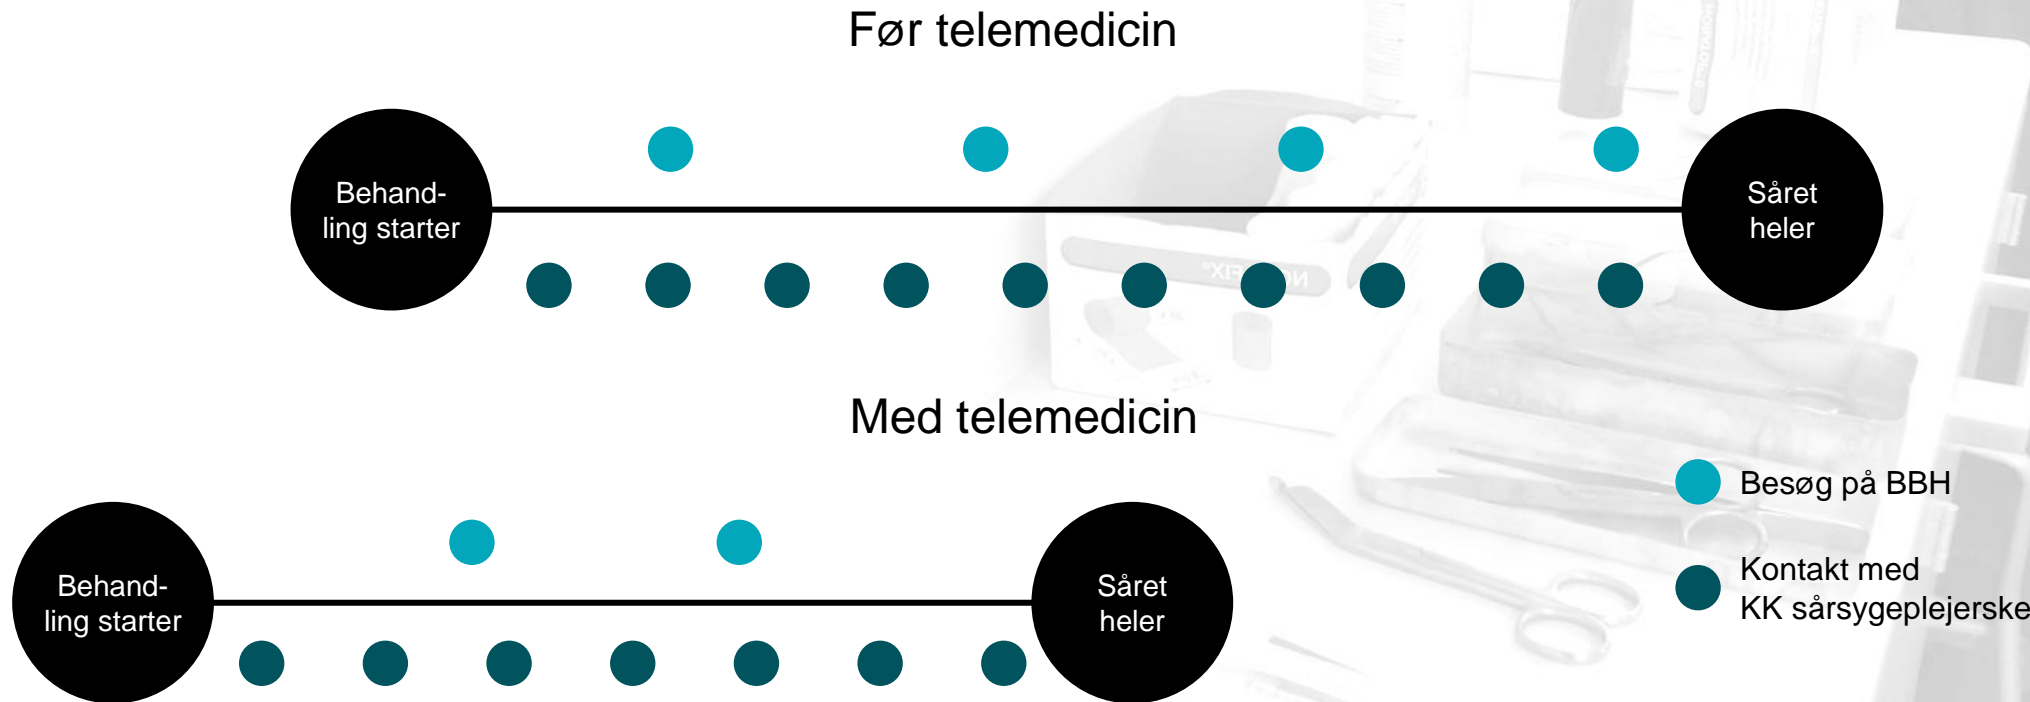 Før telemedicin
Behand-
ling starter
Såret
heler
Med telemedicin
Behand-
ling starter
Såret
heler
Besøg på BBH
Kontakt med
KK sårsygeplejerske